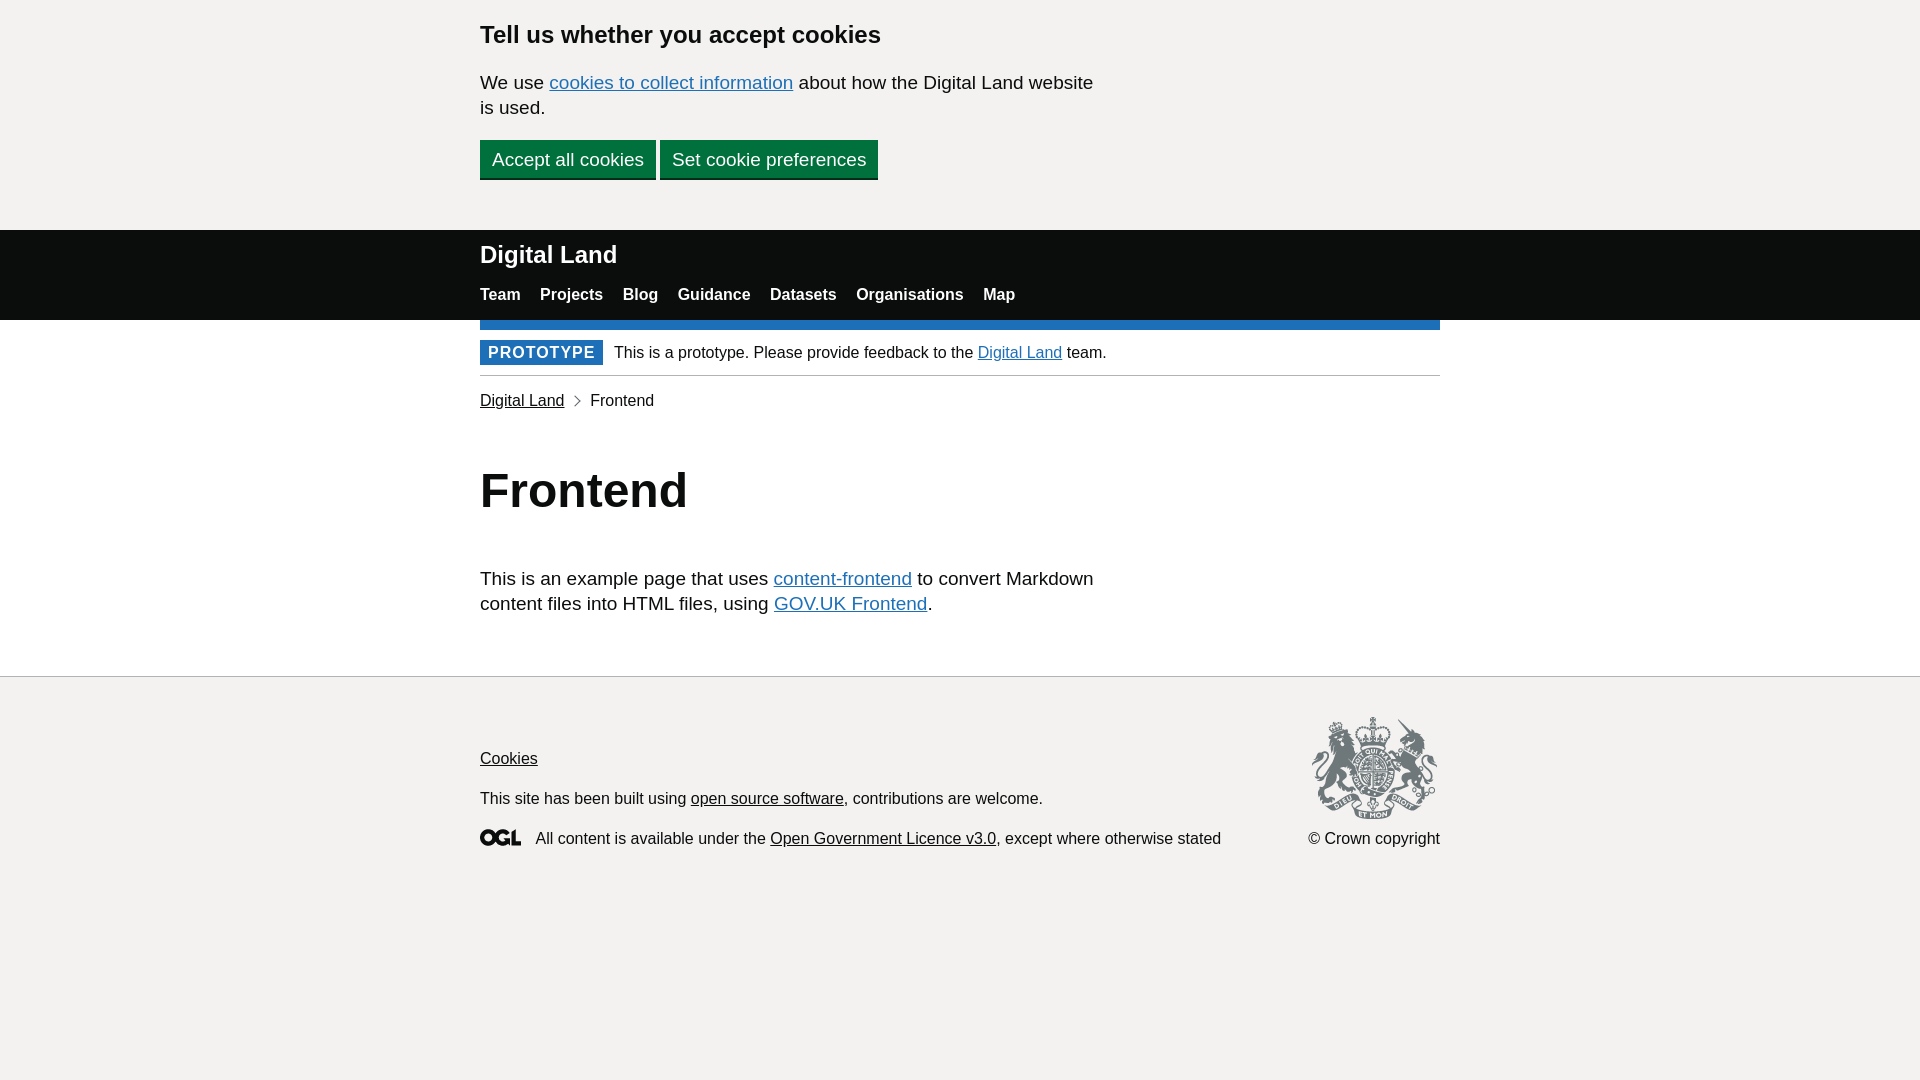 Tell us whether you accept cookies
We use cookies to collect information about how the Digital Land website
is used.
Accept all cookies Set cookie preferences
Digital Land
Team Projects Blog Guidance Datasets Organisations Map
PROTOTYPE This is a prototype. Please provide feedback to the Digital Land team.
Digital Land Frontend
Frontend
This is an example page that uses content-frontend to convert Markdown
content files into HTML files, using GOV.UK Frontend.
Cookies
This site has been built using open source software, contributions are welcome.
OGL All content is available under the Open Government Licence v3.0, except where otherwise stated
DIEU ET MON DROIT
© Crown copyright